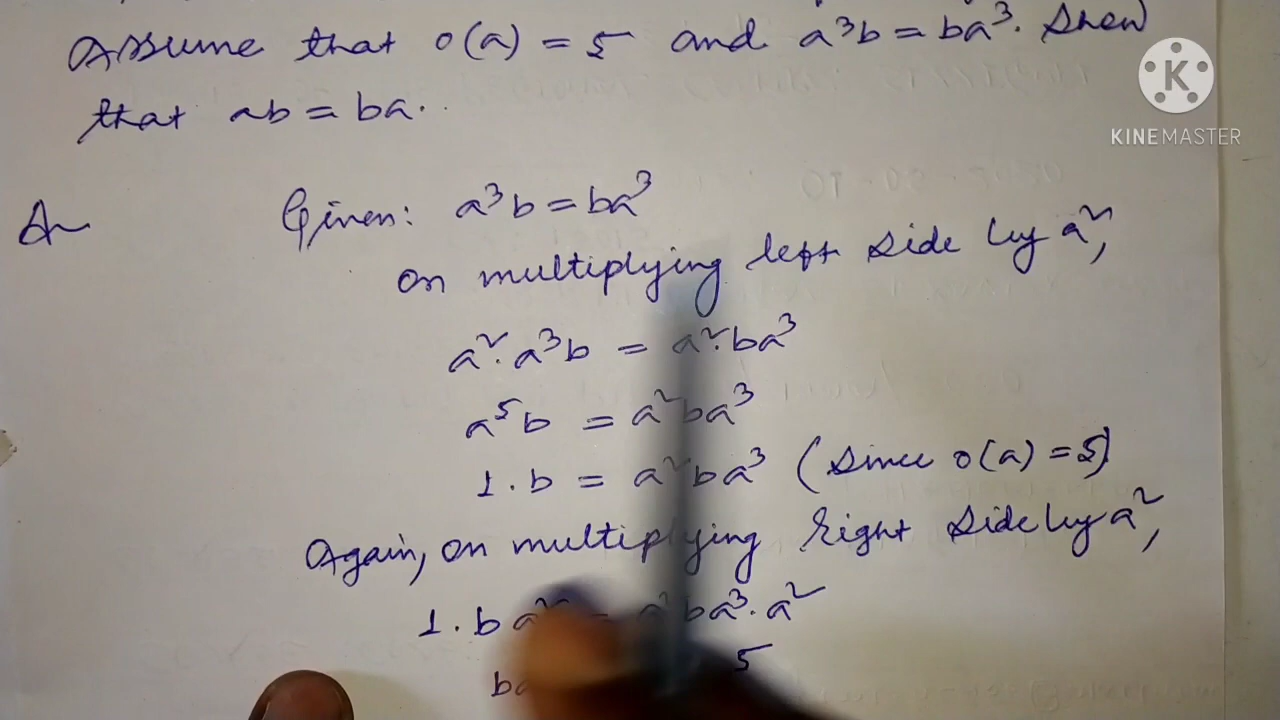 Assume that o(a) = 5 and a³b = ba³. Show
that ab = ba.
KINEMASTER
Ans
Given: a³b = ba³
on multiplying left side by a²,
a². a³b = a². ba³
a⁵b = a²ba³
1. b = a²ba³ (Since o(a) = 5)
Again, on multiplying right side by a²,
1. b a² = a²ba³. a²